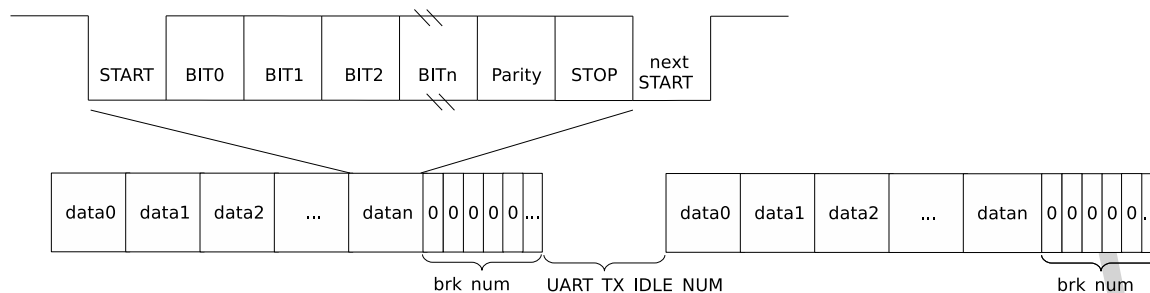 START BIT0 BIT1 BIT2 BITn Parity STOP next START
data0 data1 data2 ... datan 0 0 0 0 0 ... data0 data1 data2 ... datan 0 0 0 0 0 .
brk num UART TX IDLE NUM brk num